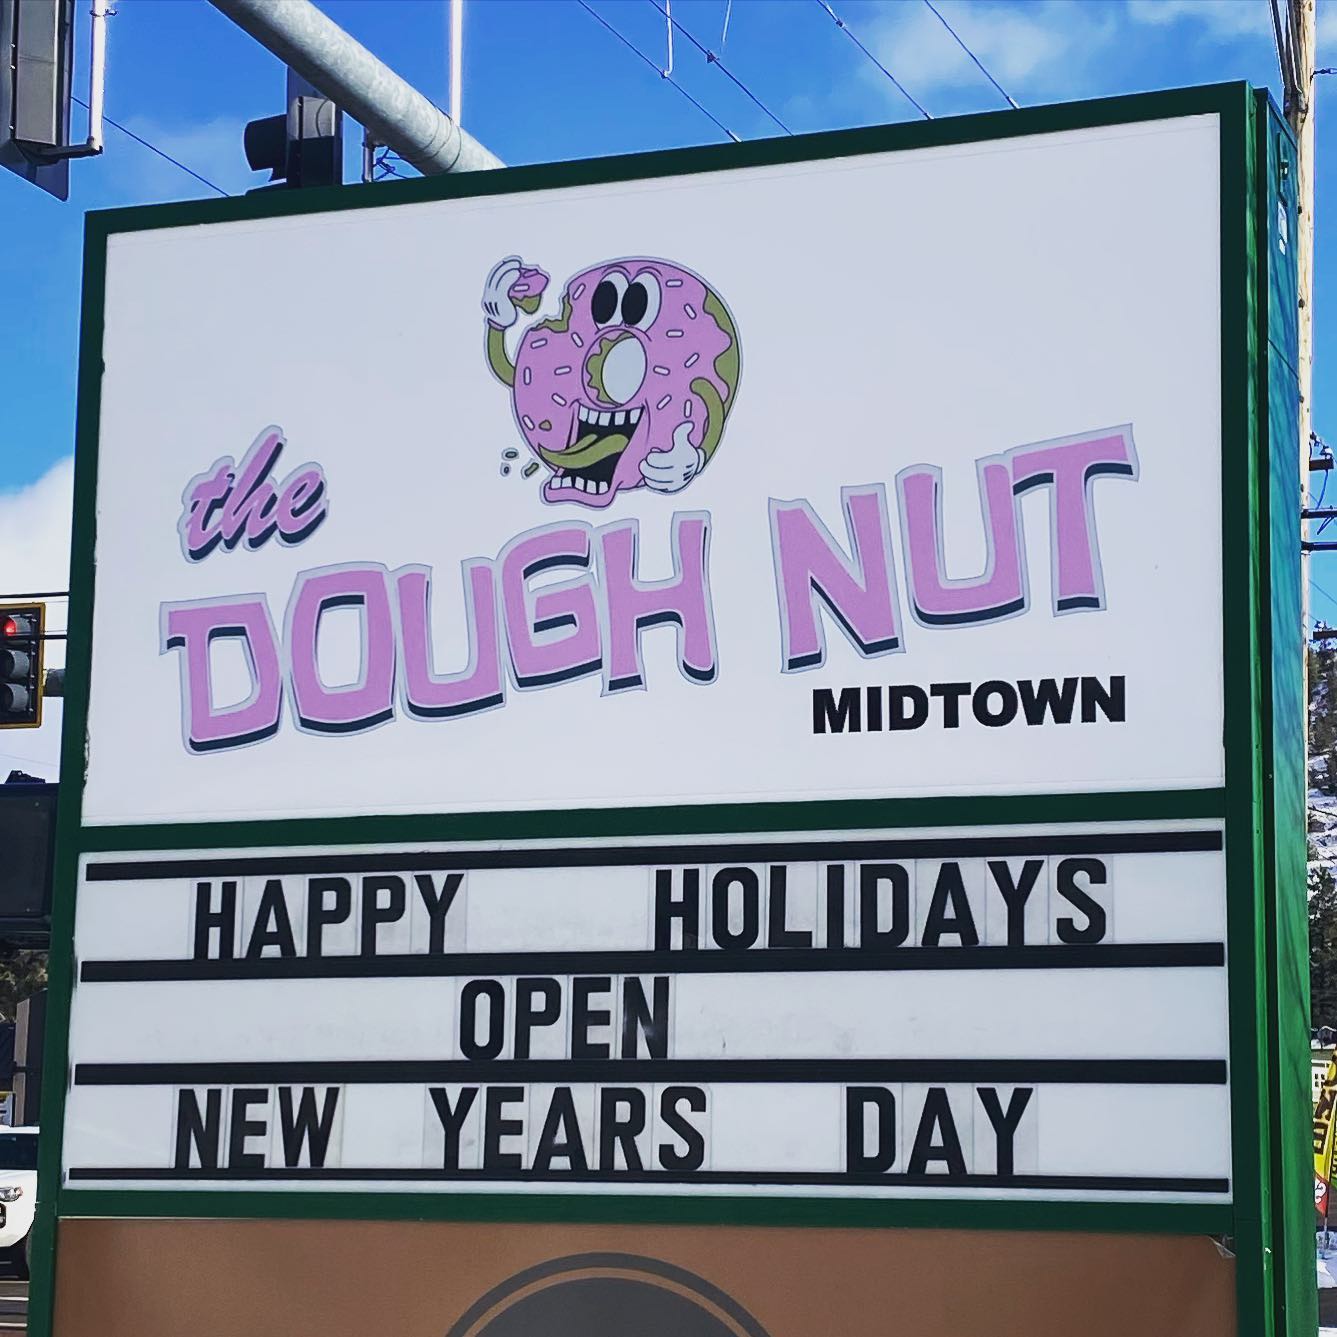 the
DOUGH NUT
MIDTOWN
HAPPY HOLIDAYS
OPEN
NEW YEARS DAY